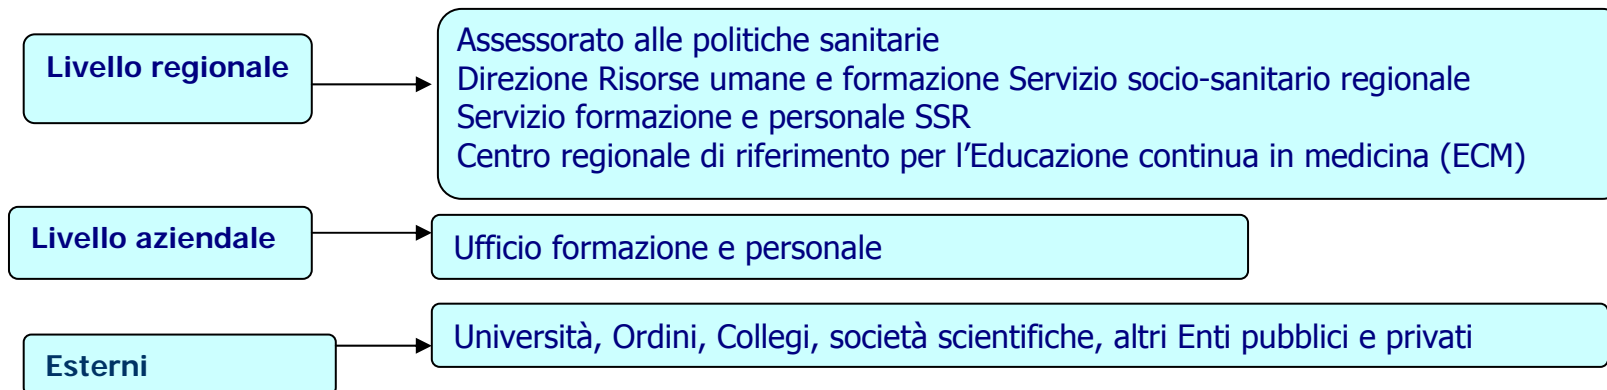 Livello regionale
Assessorato alle politiche sanitarie
Direzione Risorse umane e formazione Servizio socio-sanitario regionale
Servizio formazione e personale SSR
Centro regionale di riferimento per l’Educazione continua in medicina (ECM)
Livello aziendale
Ufficio formazione e personale
Esterni
Università, Ordini, Collegi, società scientifiche, altri Enti pubblici e privati